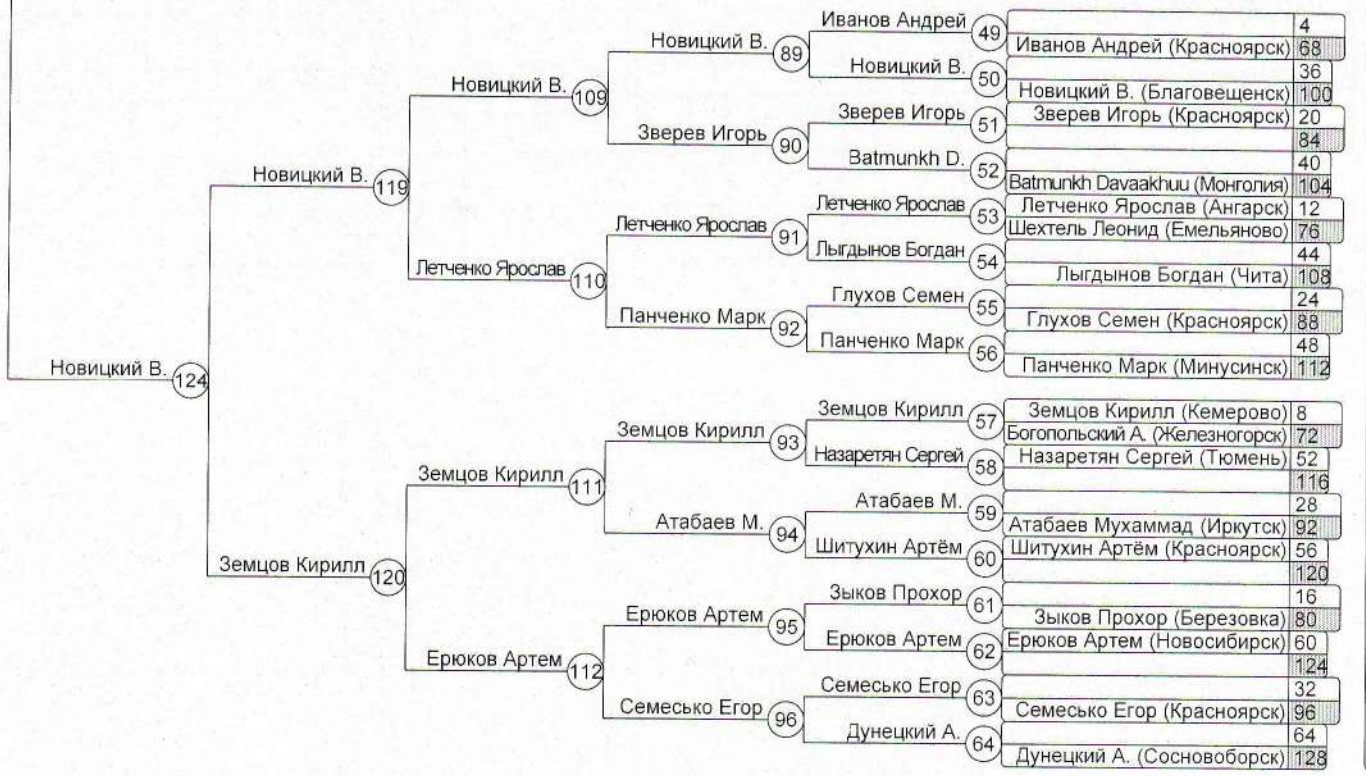 Иванов Андрей 49 4
Новицкий В. 89 Иванов Андрей (Красноярск) 68
Новицкий В. 50 36
Новицкий В. 109 Новицкий В. (Благовещенск) 100
Зверев Игорь 51 Зверев Игорь (Красноярск) 20
Зверев Игорь 90 84
Batmunkh D. 52 40
Новицкий В. 119 Batmunkh Davaakhuu (Монголия) 104
Летченко Ярослав 53 Летченко Ярослав (Ангарск) 12
Летченко Ярослав 91 Шехтель Леонид (Емельяново) 76
Лыгдынов Богдан 54 44
Летченко Ярослав 110 Лыгдынов Богдан (Чита) 108
Глухов Семен 55 24
Панченко Марк 92 Глухов Семен (Красноярск) 88
Панченко Марк 56 48
Новицкий В. 124 Панченко Марк (Минусинск) 112
Земцов Кирилл 57 Земцов Кирилл (Кемерово) 8
Земцов Кирилл 93 Богопольский А. (Железногорск) 72
Назаретян Сергей 58 Назаретян Сергей (Тюмень) 52
Земцов Кирилл 111 116
Атабаев М. 59 28
Атабаев М. 94 Атабаев Мухаммад (Иркутск) 92
Шитухин Артём 60 Шитухин Артём (Красноярск) 56
Земцов Кирилл 120 120
Зыков Прохор 61 16
Ерюков Артем 95 Зыков Прохор (Березовка) 80
Ерюков Артем 62 Ерюков Артем (Новосибирск) 60
Ерюков Артем 112 124
Семесько Егор 63 32
Семесько Егор 96 Семесько Егор (Красноярск) 96
Дунецкий А. 64 64
Дунецкий А. (Сосновоборск) 128